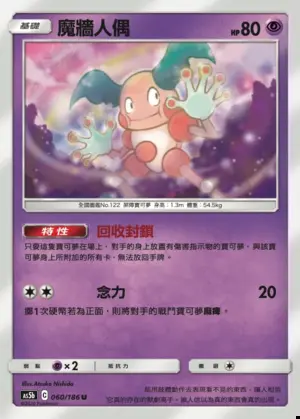 基礎 魔牆人偶 HP80
全國圖鑑No.122 屏障寶可夢 身高:1.3m 體重:54.5kg
特性 回收封鎖
只要這隻寶可夢在場上,對手的身上放置有傷害指示物的寶可夢,與該寶
可夢身上所附加的所有卡,無法放回手牌。
念力 20
擲1次硬幣若為正面,則將對手的戰鬥寶可夢麻痺。
弱點 ×2 抵抗力
illus.Atsuko Nishida
AS5b C 060/186 U